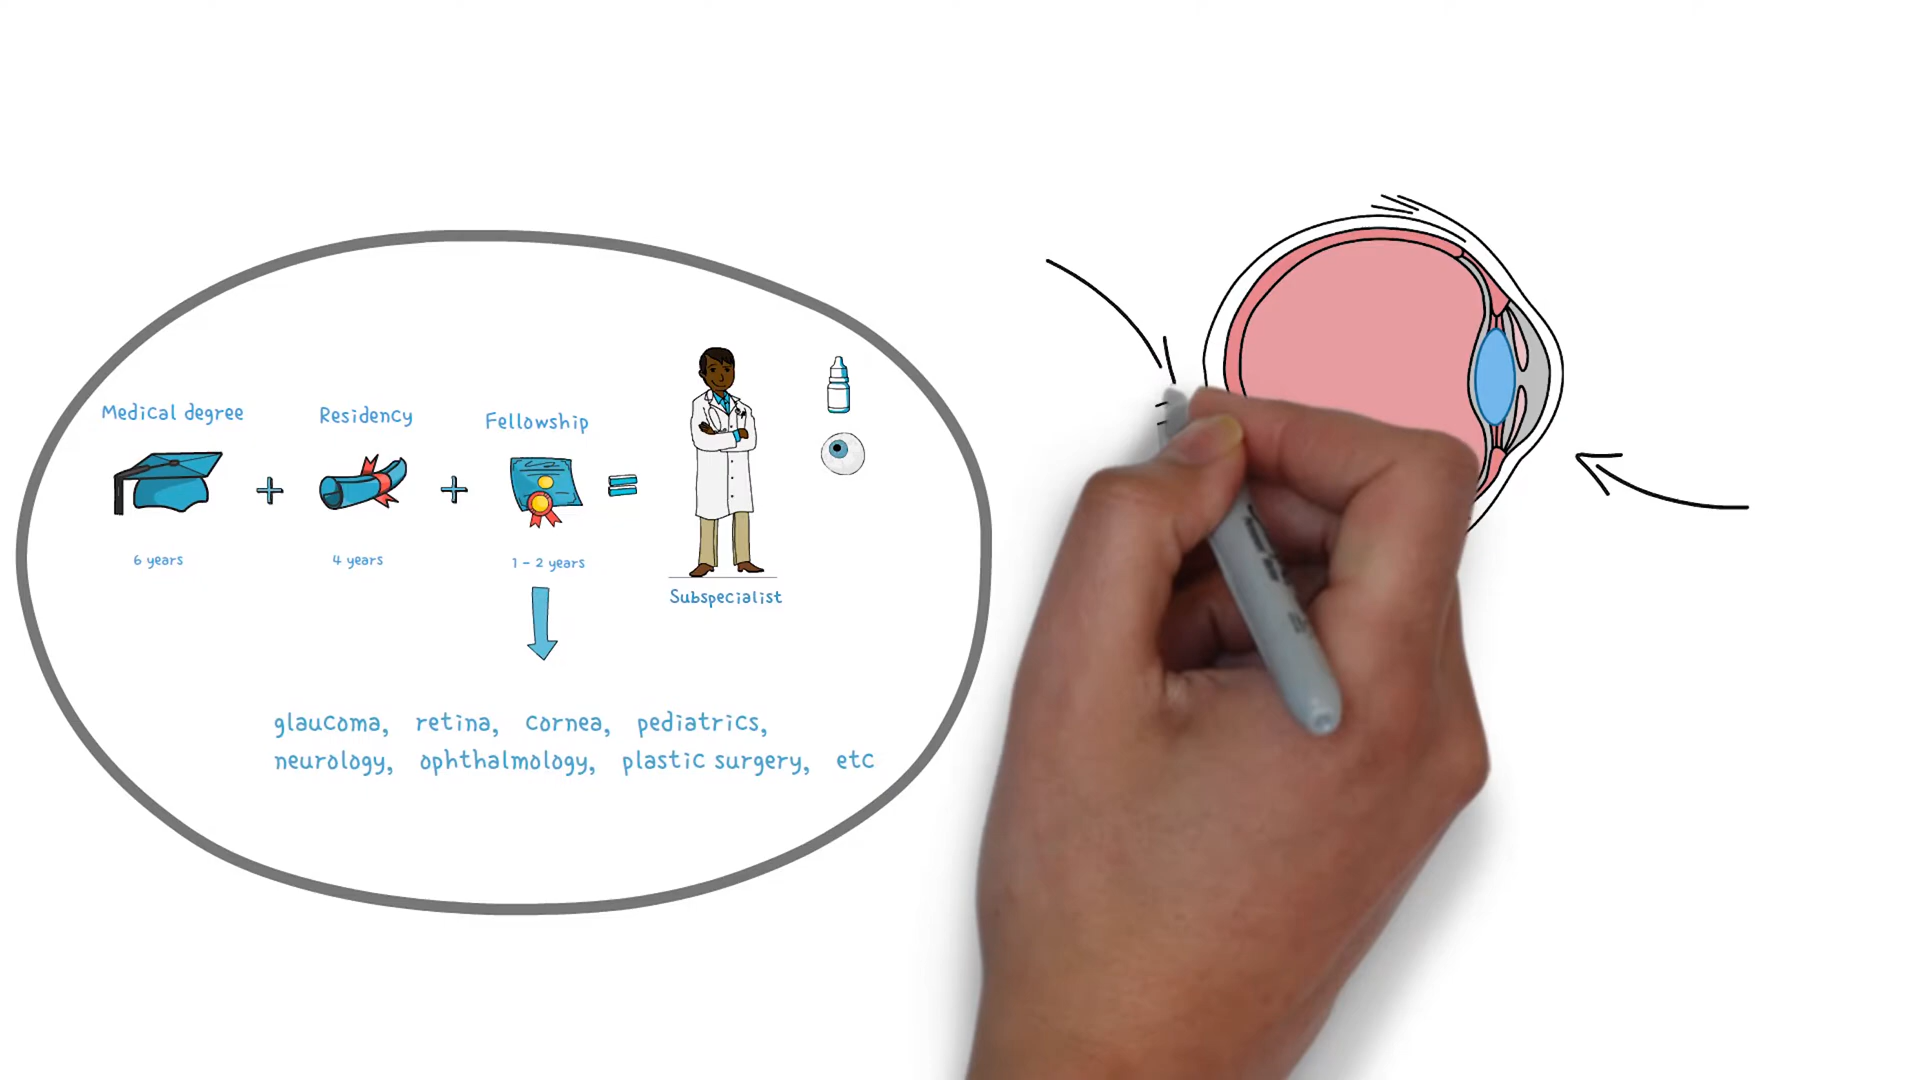 Medical degree
Residency
Fellowship
6 years
4 years
1 - 2 years
Subspecialist
glaucoma, retina, cornea, pediatrics,
neurology, ophthalmology, plastic surgery, etc